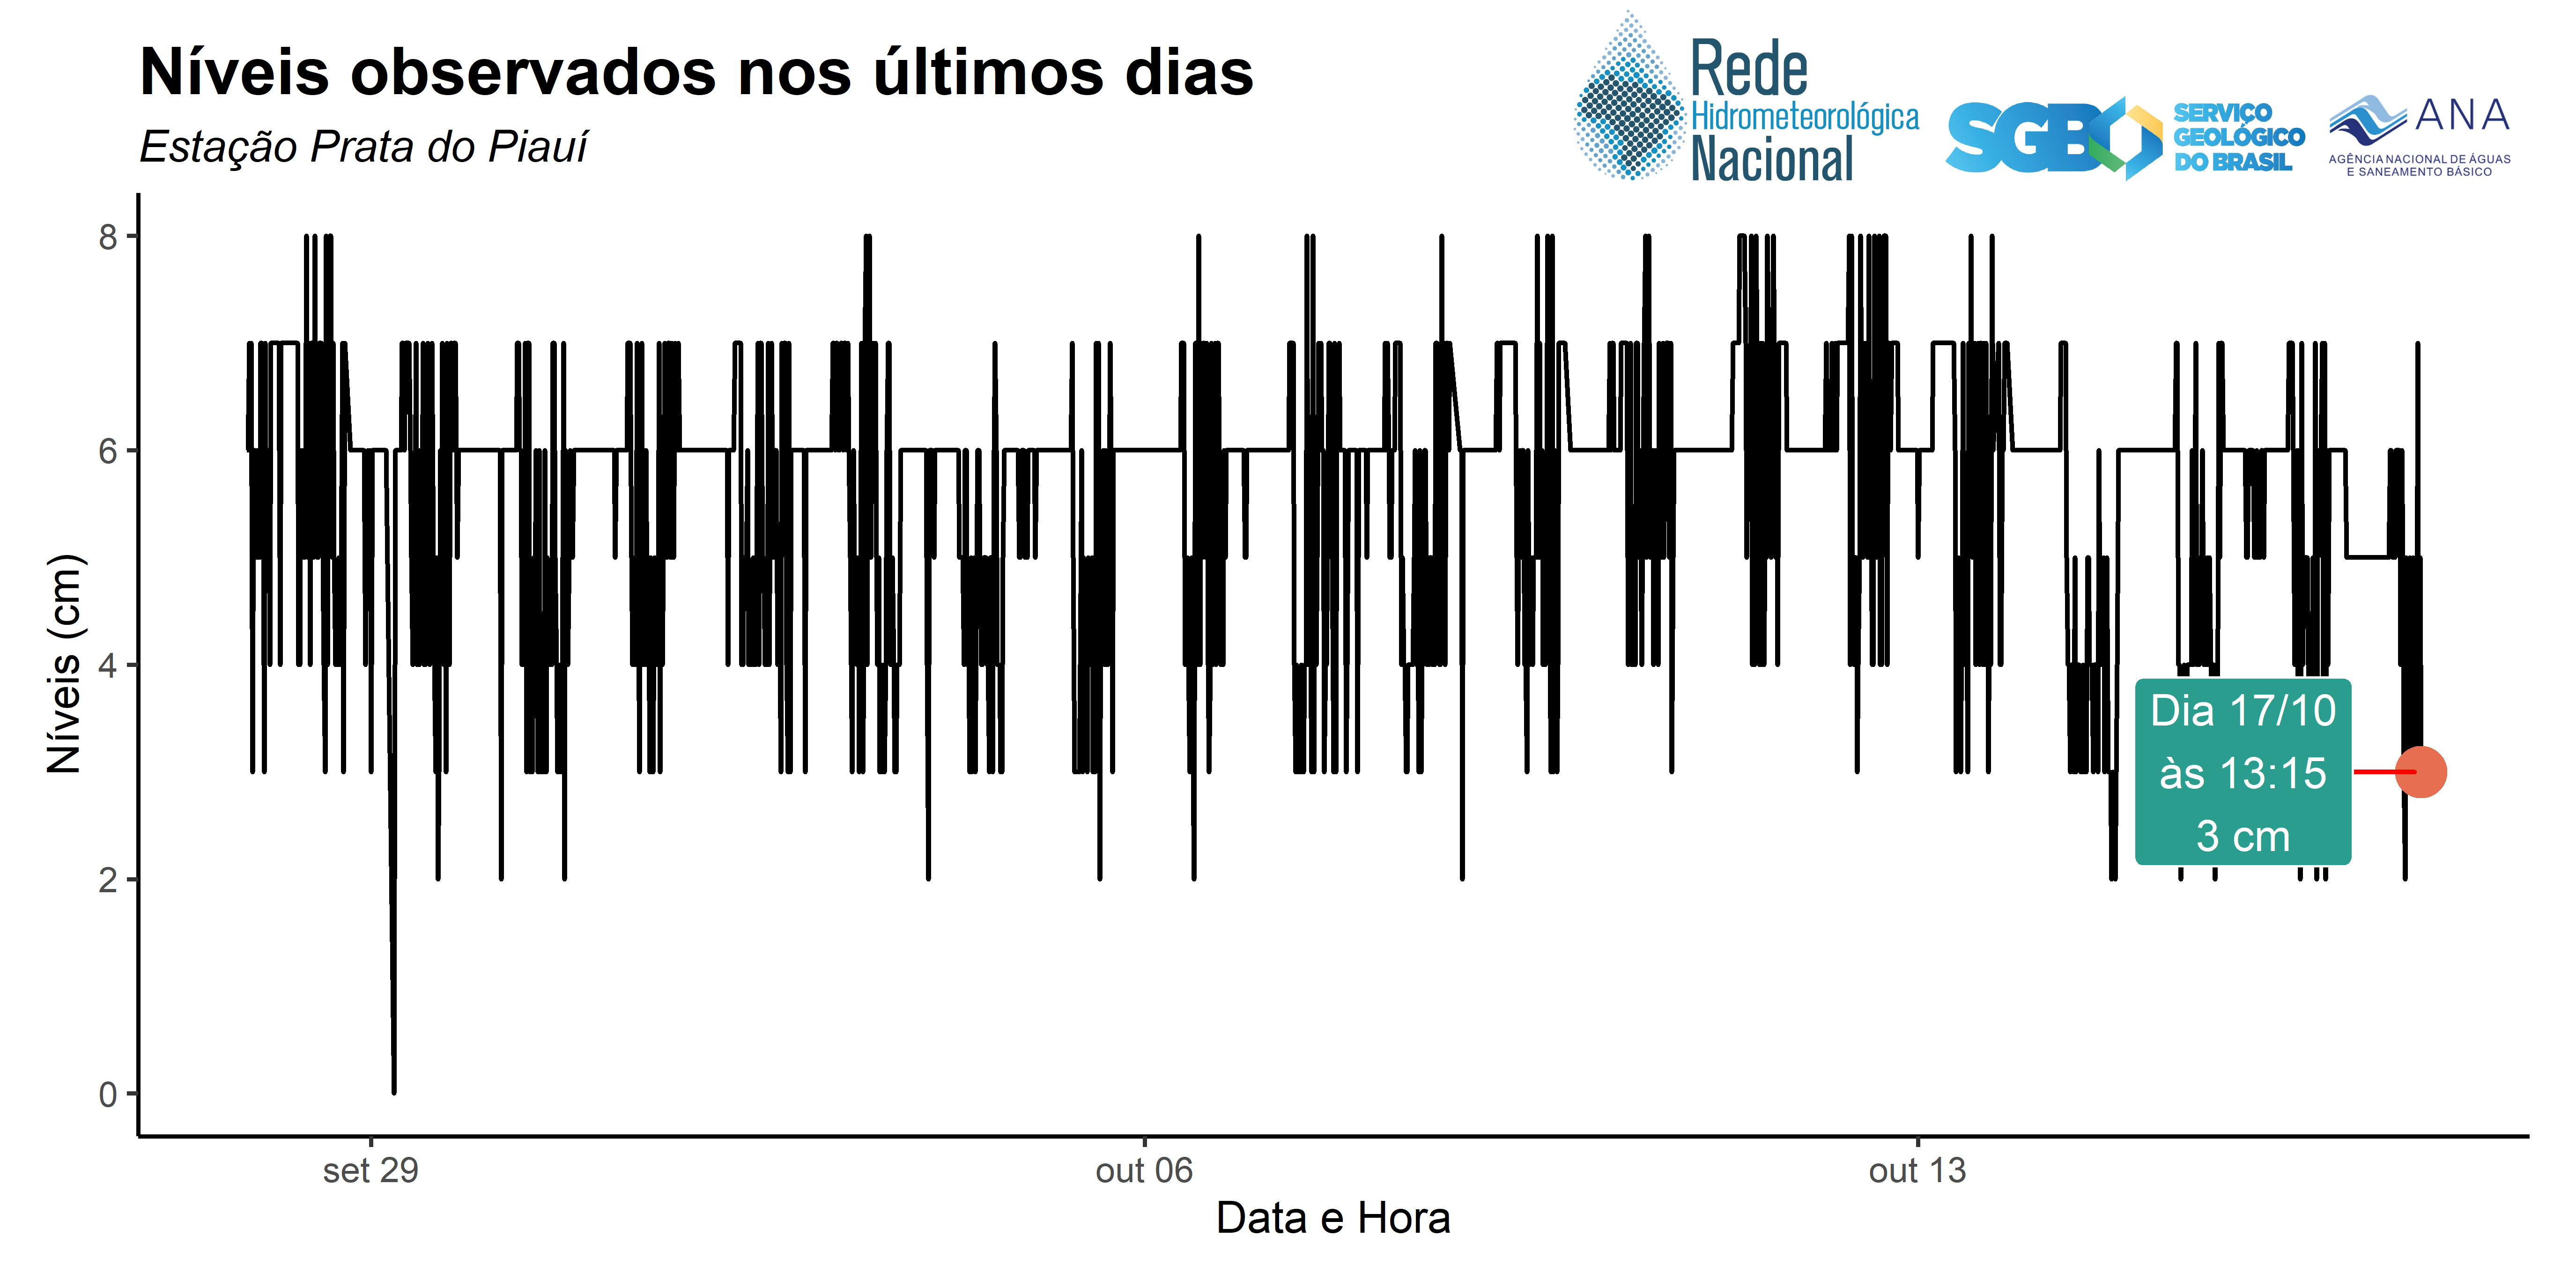 Níveis observados nos últimos dias
Estação Prata do Piauí
Rede
Hidrometeorológica
Nacional
SGB
SERVIÇO
GEOLÓGICO
DO BRASIL
ANA
AGÊNCIA NACIONAL DE ÁGUAS
E SANEAMENTO BÁSICO
Níveis (cm)
8
6
4
2
0
Dia 17/10
às 13:15
3 cm
set 29
out 06
out 13
Data e Hora